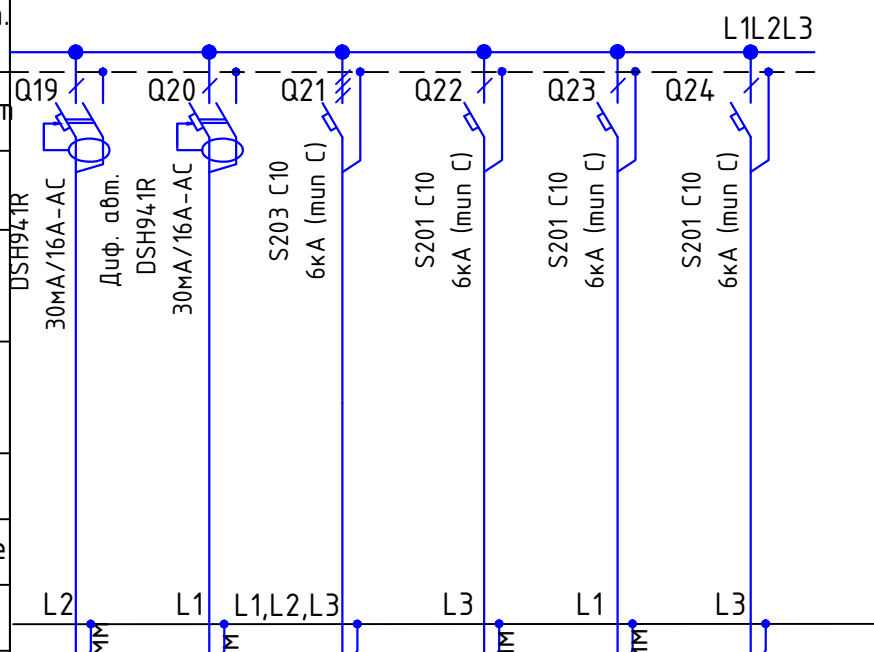 L1L2L3
Q19
Q20
Q21
Q22
Q23
Q24
DSH941R
30мА/16А-АС
Диф. авт.
DSH941R
30мА/16А-АС
S203 C10
6кА (тип С)
S201 C10
6кА (тип С)
S201 C10
6кА (тип С)
S201 C10
6кА (тип С)
L2
L1
L1,L2,L3
L3
L1
L3